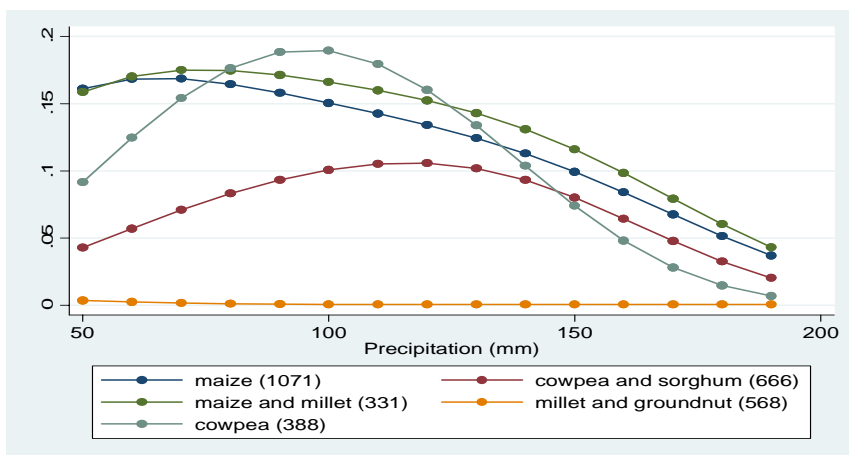 .2
.15
.1
.05
0
50 100 150 200
Precipitation (mm)
maize (1071) cowpea and sorghum (666)
maize and millet (331) millet and groundnut (568)
cowpea (388)